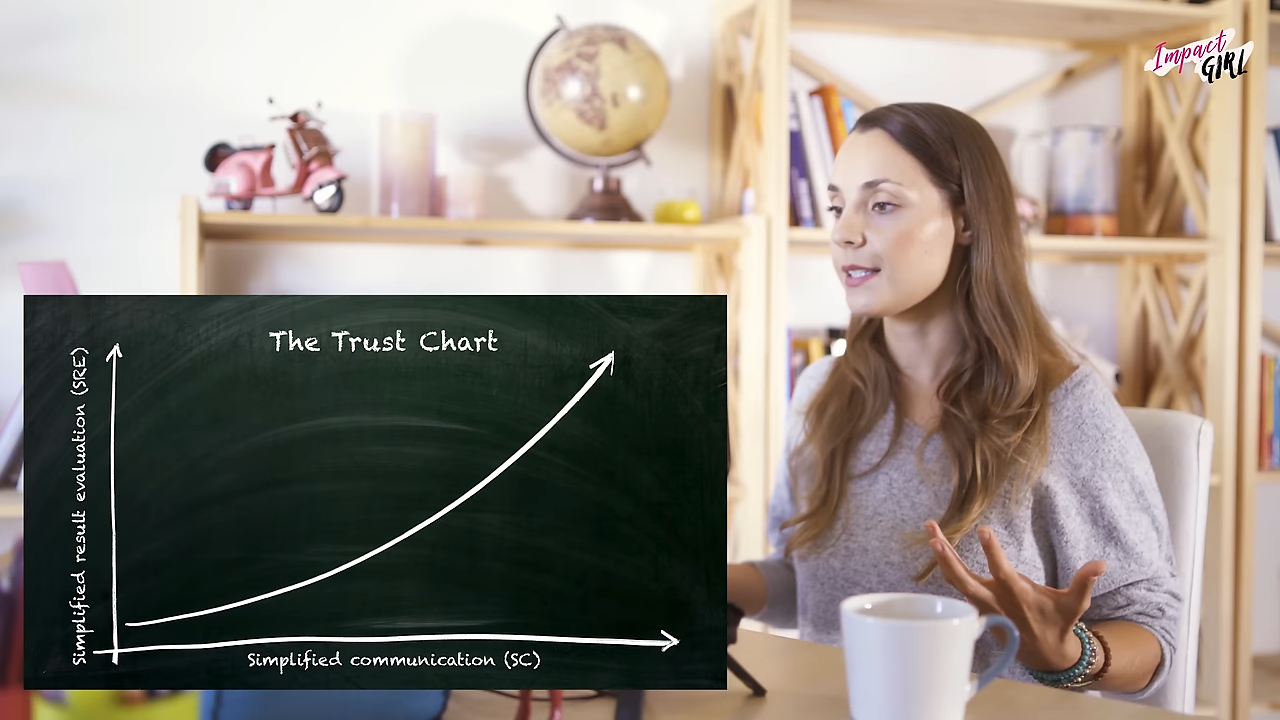 Impact
GIRL
The Trust Chart
Simplified result evaluation (SRE)
Simplified communication (SC)